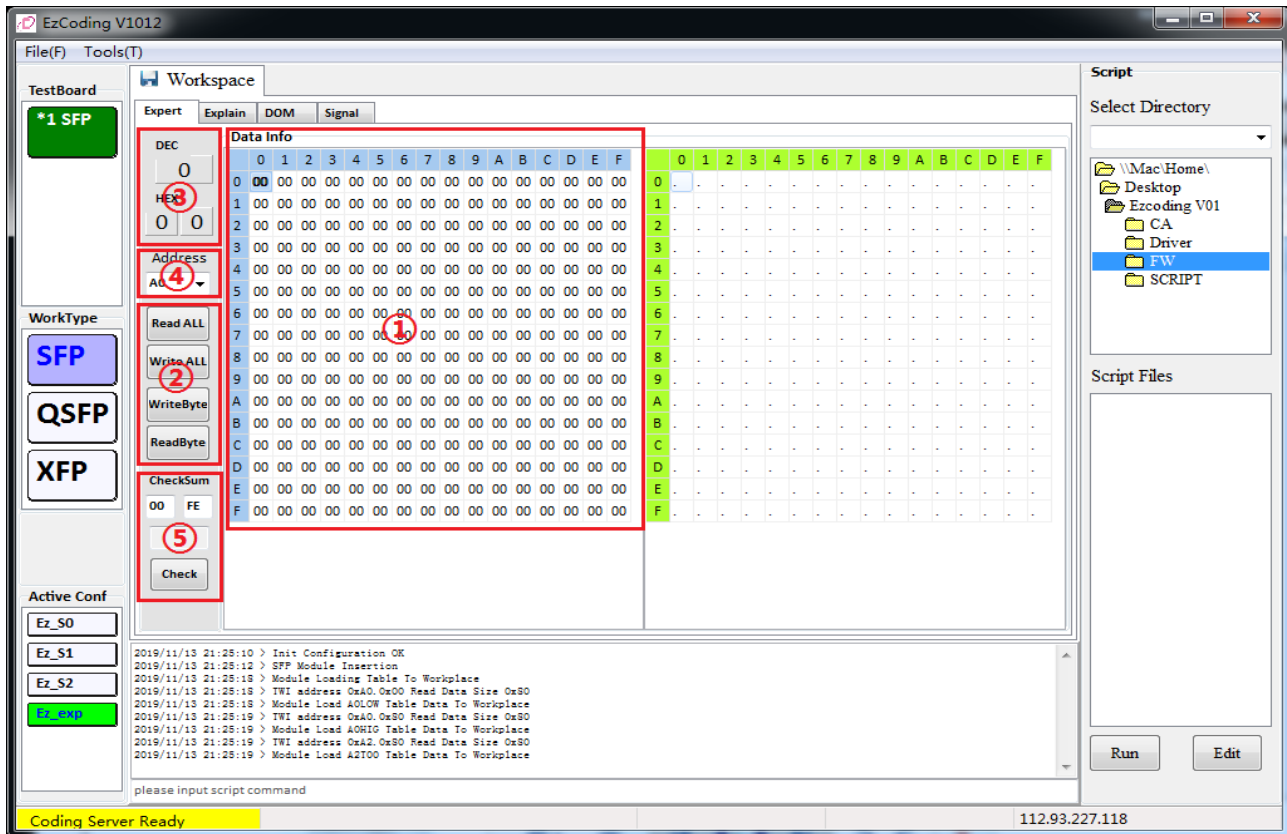 EzCoding V1012
File(F) Tools(T)
TestBoard
*1 SFP
WorkType
SFP
QSFP
XFP
Active Conf
Ez_S0
Ez_S1
Ez_S2
Ez_exp
Workspace
Expert Explain DOM Signal
DEC
0
HEX
③
0 0
Address
④
Read ALL
Write ALL
②
WriteByte
ReadByte
CheckSum
00 FE
⑤
Check
Data Info
0 1 2 3 4 5 6 7 8 9 A B C D E F
0 00 00 00 00 00 00 00 00 00 00 00 00 00 00 00 00
1 00 00 00 00 00 00 00 00 00 00 00 00 00 00 00 00
2 00 00 00 00 00 00 00 00 00 00 00 00 00 00 00 00
3 00 00 00 00 00 00 00 00 00 00 00 00 00 00 00 00
4 00 00 00 00 00 00 00 00 00 00 00 00 00 00 00 00
5 00 00 00 00 00 00 00 00 00 00 00 00 00 00 00 00
6 00 00 00 00 00 00 00 00 00 00 00 00 00 00 00 00
①
7 00 00 00 00 00 00 00 00 00 00 00 00 00 00 00 00
8 00 00 00 00 00 00 00 00 00 00 00 00 00 00 00 00
9 00 00 00 00 00 00 00 00 00 00 00 00 00 00 00 00
A 00 00 00 00 00 00 00 00 00 00 00 00 00 00 00 00
B 00 00 00 00 00 00 00 00 00 00 00 00 00 00 00 00
C 00 00 00 00 00 00 00 00 00 00 00 00 00 00 00 00
D 00 00 00 00 00 00 00 00 00 00 00 00 00 00 00 00
E 00 00 00 00 00 00 00 00 00 00 00 00 00 00 00 00
F 00 00 00 00 00 00 00 00 00 00 00 00 00 00 00 00
0 1 2 3 4 5 6 7 8 9 A B C D E F
0 . . . . . . . . . . . . . . . .
1 . . . . . . . . . . . . . . . .
2 . . . . . . . . . . . . . . . .
3 . . . . . . . . . . . . . . . .
4 . . . . . . . . . . . . . . . .
5 . . . . . . . . . . . . . . . .
6 . . . . . . . . . . . . . . . .
7 . . . . . . . . . . . . . . . .
8 . . . . . . . . . . . . . . . .
9 . . . . . . . . . . . . . . . .
A . . . . . . . . . . . . . . . .
B . . . . . . . . . . . . . . . .
C . . . . . . . . . . . . . . . .
D . . . . . . . . . . . . . . . .
E . . . . . . . . . . . . . . . .
F . . . . . . . . . . . . . . . .
2019/11/13 21:25:10 > Init Configuration OK
2019/11/13 21:25:12 > SFP Module Insertion
2019/11/13 21:25:18 > Module Loading Table To Workplace
2019/11/13 21:25:18 > TWI address 0xA0.0x00 Read Data Size 0x80
2019/11/13 21:25:18 > Module Load A0LOW Table Data To Workplace
2019/11/13 21:25:19 > TWI address 0xA0.0x80 Read Data Size 0x80
2019/11/13 21:25:19 > Module Load A0HIG Table Data To Workplace
2019/11/13 21:25:19 > TWI address 0xA2.0x80 Read Data Size 0x80
2019/11/13 21:25:19 > Module Load A2T00 Table Data To Workplace
please input script command
Script
Select Directory
\\Mac\Home\
Desktop
Ezcoding V01
CA
Driver
FW
SCRIPT
Script Files
Run Edit
Coding Server Ready
112.93.227.118